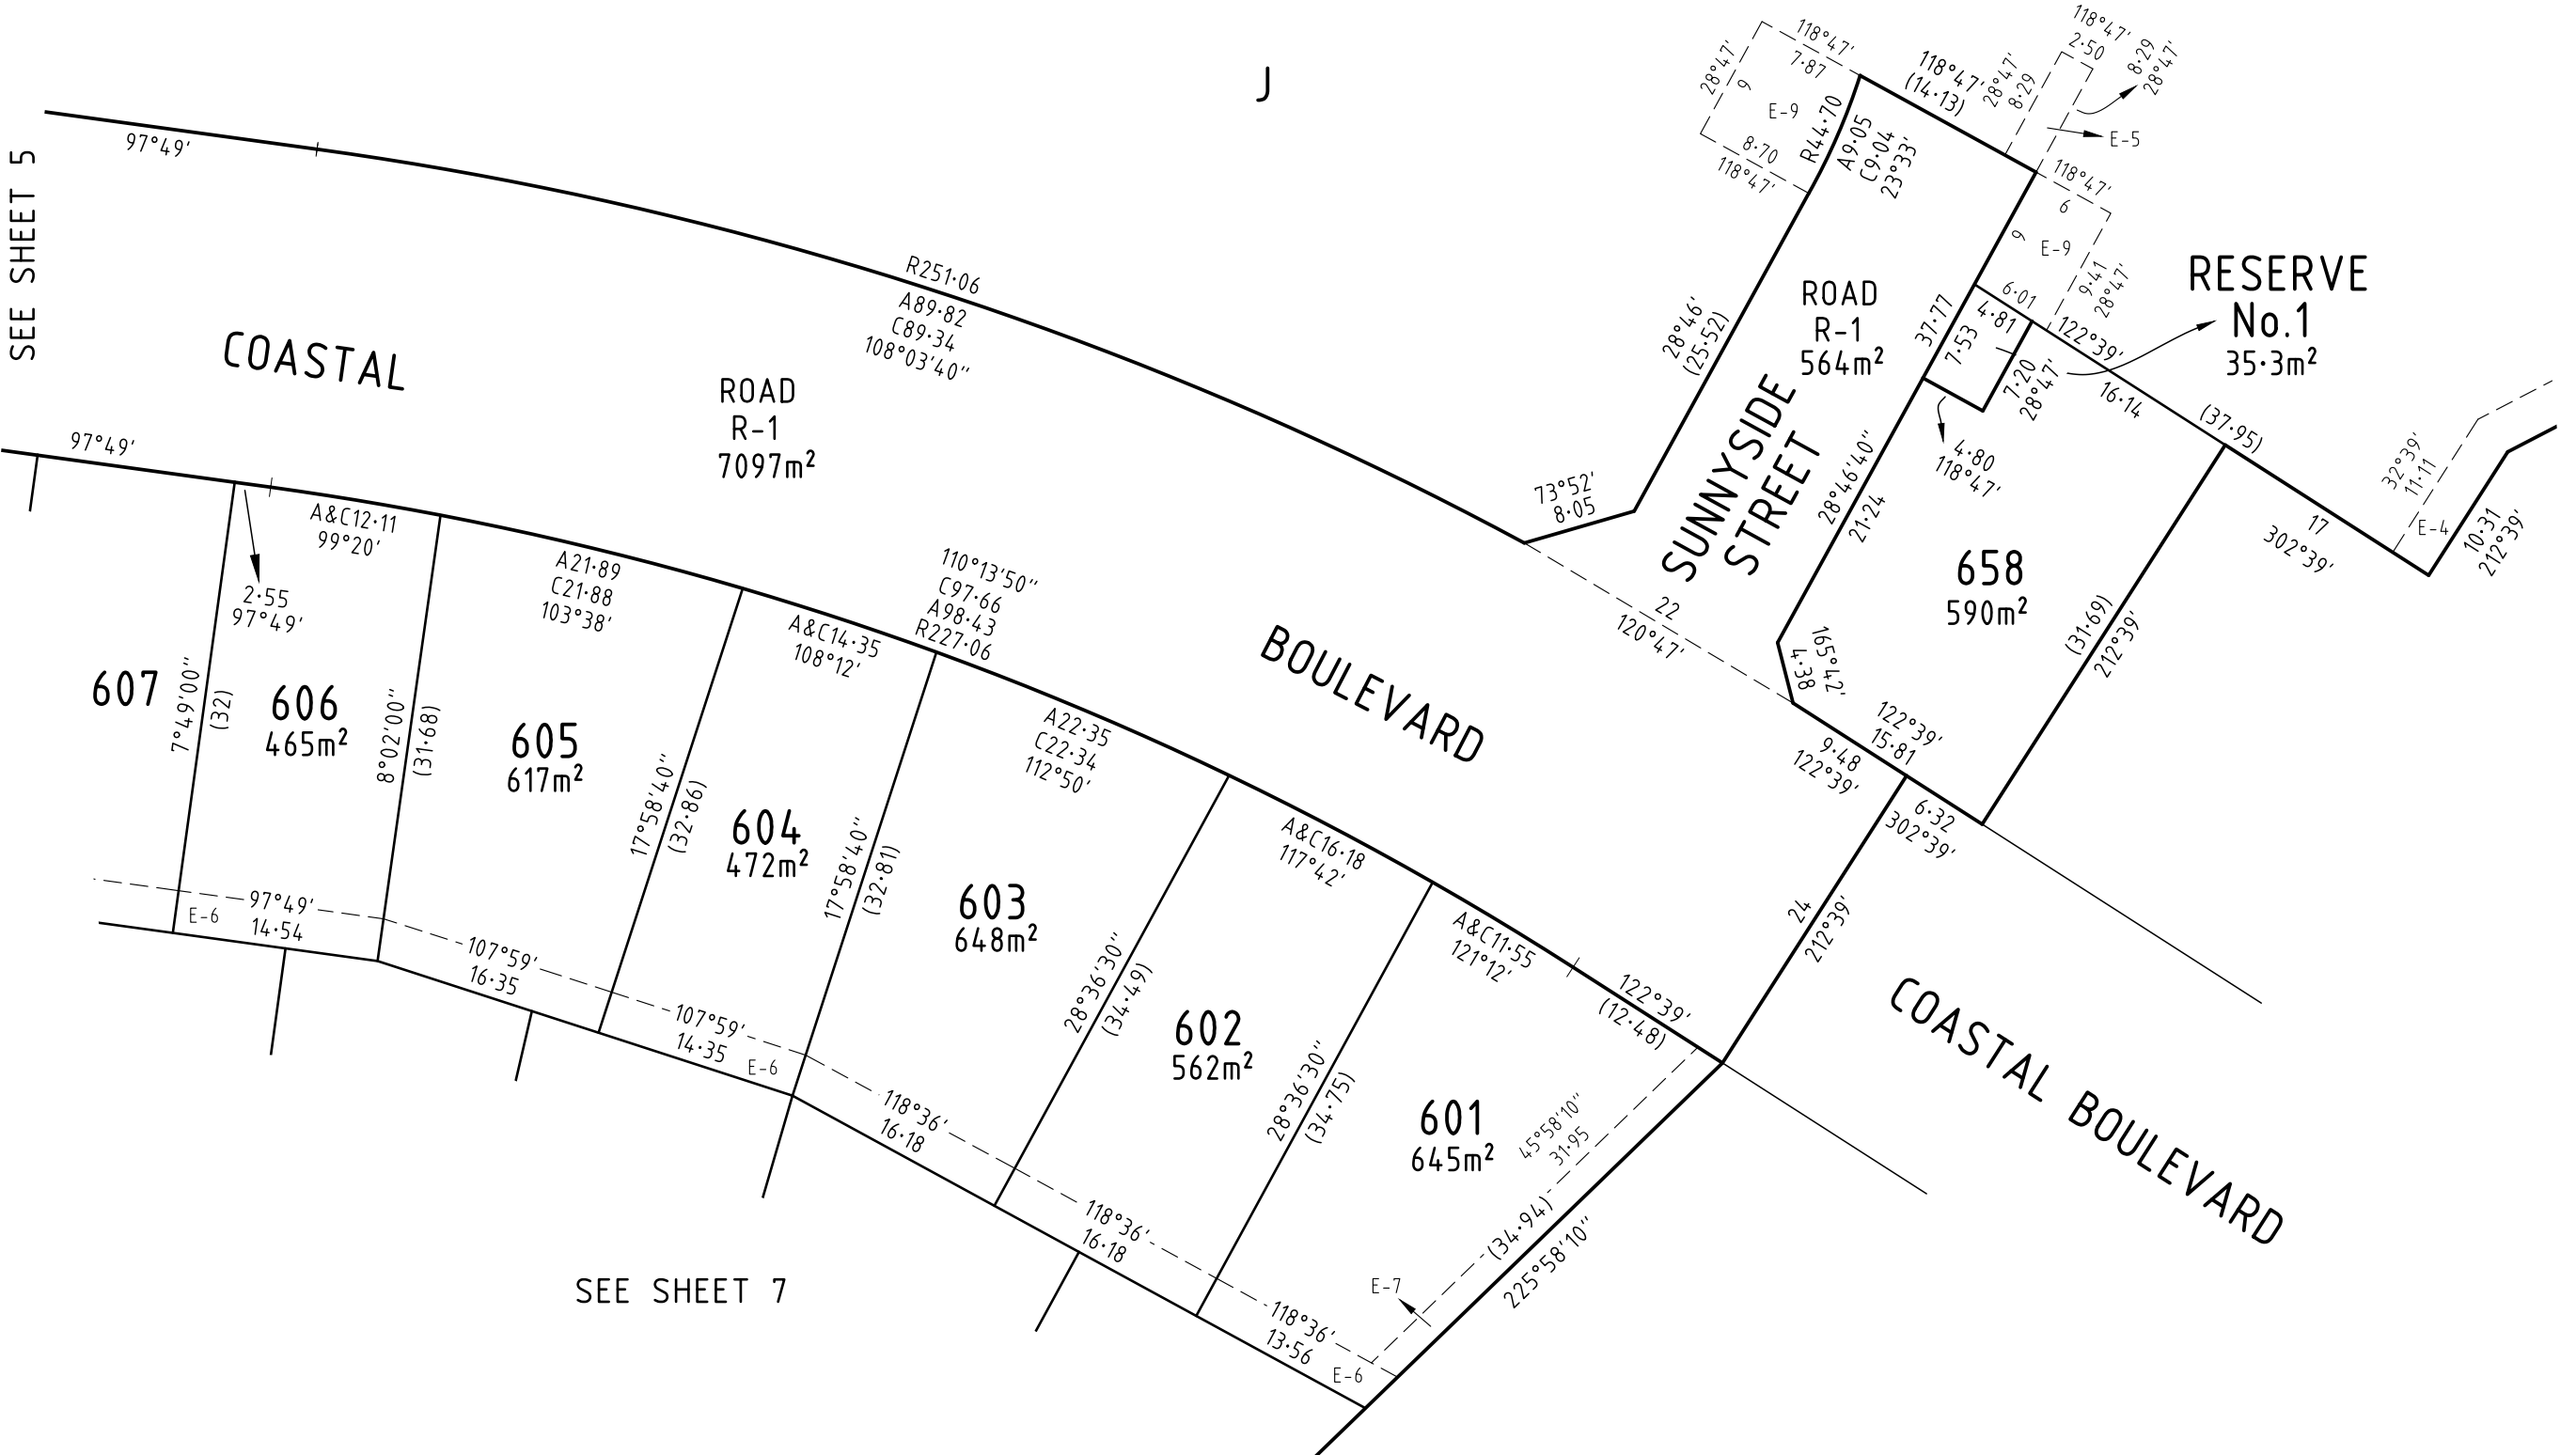 SEE SHEET 5
97°49'
COASTAL
97°49'
ROAD
R-1
7097m²
R251·06
A89·82
C89·34
108°03'40"
J
118°47'
7·87
28°47'
9
E-9
8·70
118°47'
R44·70
A9·05
C9·04
23°33'
118°47'
(14·13)
28°47'
8·29
118°47'
2·50
8·29
28°47'
E-5
118°47'
6
9
E-9
9·41
28°47'
6·01
4·81
7·53
7·20
28°47'
4·80
118°47'
RESERVE
No.1
35·3m²
122°39'
16·14
(37·95)
32°39'
11·11
E-4
17
302°39'
10·31
212°39'
28°46'
(25·52)
ROAD
R-1
564m²
37·77
SUNNYSIDE
STREET
28°46'40"
21·24
73°52'
8·05
22
120°47'
165°42'
4·38
658
590m²
(31·69)
212°39'
122°39'
15·81
9·48
122°39'
6·32
302°39'
24
212°39'
COASTAL BOULEVARD
BOULEVARD
110°13'50"
C97·66
A98·43
R227·06
A&C12·11
99°20'
2·55
97°49'
A21·89
C21·88
103°38'
A&C14·35
108°12'
A22·35
C22·34
112°50'
A&C16·18
117°42'
A&C11·55
121°12'
122°39'
(12·48)
607
7°49'00"
(32)
606
465m²
8°02'00"
(31·68)
605
617m²
17°58'40"
(32·86)
604
472m²
17°58'40"
(32·81)
603
648m²
28°36'30"
(34·49)
602
562m²
28°36'30"
(34·75)
601
645m²
45°58'10"
31·95
(34·94)
225°58'10"
E-6
97°49'
14·54
107°59'
16·35
107°59'
14·35
E-6
118°36'
16·18
118°36'
16·18
118°36'
13·56
E-7
E-6
SEE SHEET 7